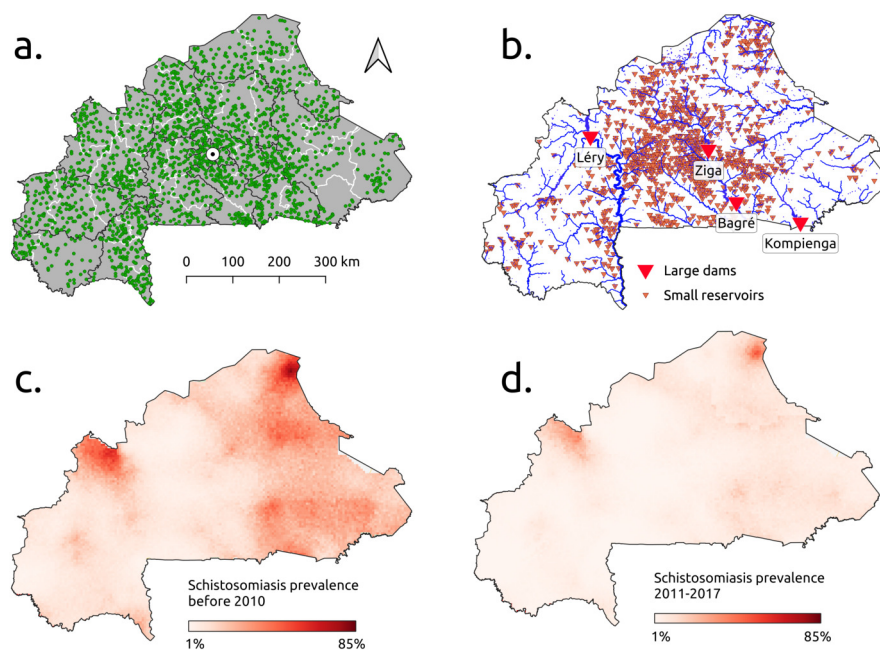 a.
b.
Léry
Ziga
Bagré
Kompienga
0 100 200 300 km
Large dams
Small reservoirs
c.
d.
Schistosomiasis prevalence
before 2010
1% 85%
Schistosomiasis prevalence
2011-2017
1% 85%